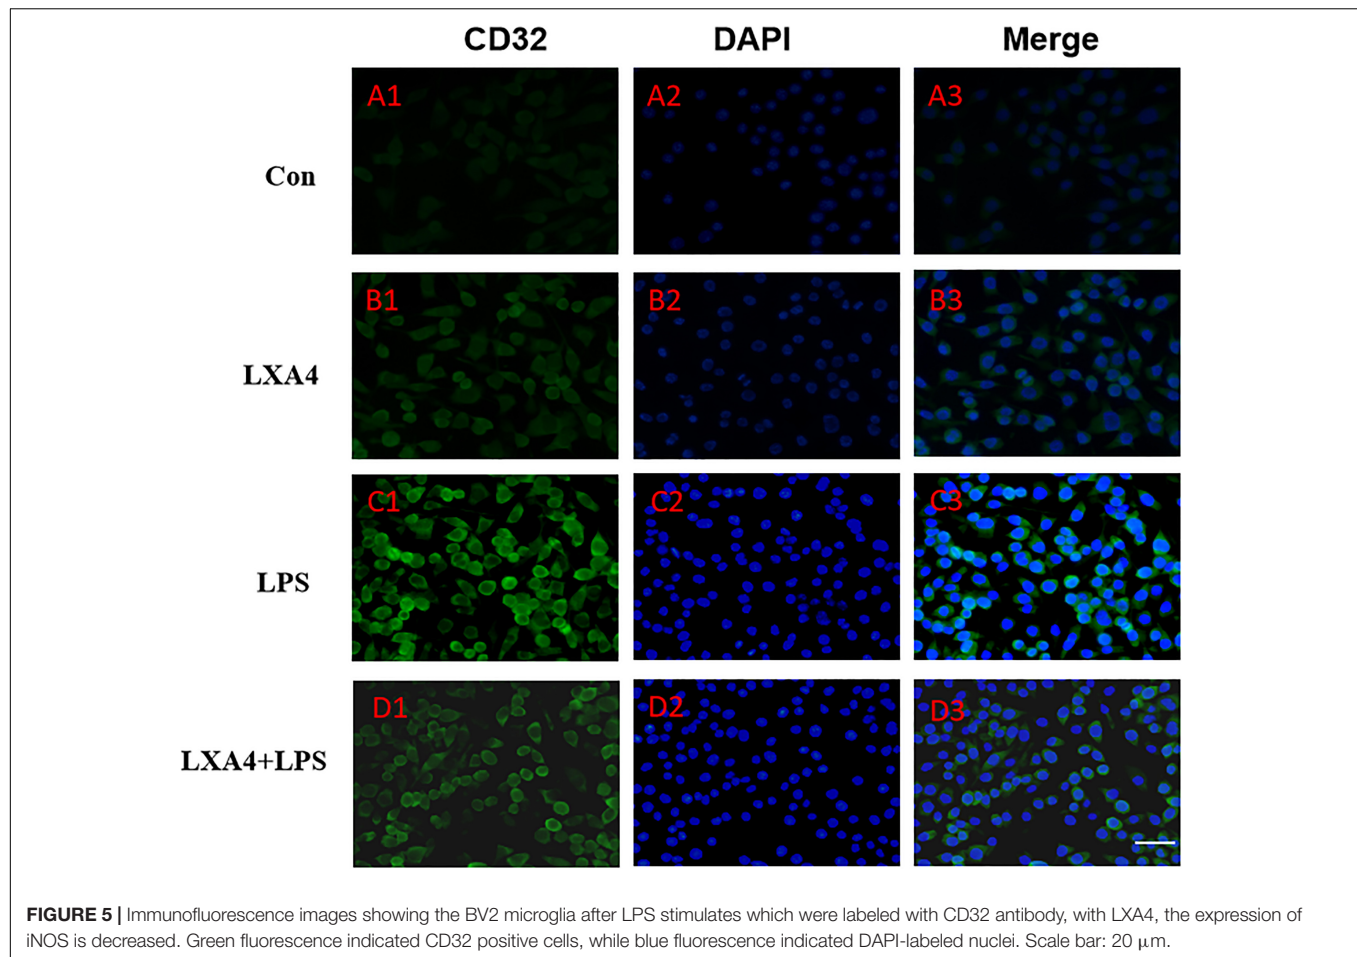 CD32 DAPI Merge
A1 A2 A3
Con
B1 B2 B3
LXA4
C1 C2 C3
LPS
D1 D2 D3
LXA4+LPS
FIGURE 5 | Immunofluorescence images showing the BV2 microglia after LPS stimulates which were labeled with CD32 antibody, with LXA4, the expression of
iNOS is decreased. Green fluorescence indicated CD32 positive cells, while blue fluorescence indicated DAPI-labeled nuclei. Scale bar: 20 μm.